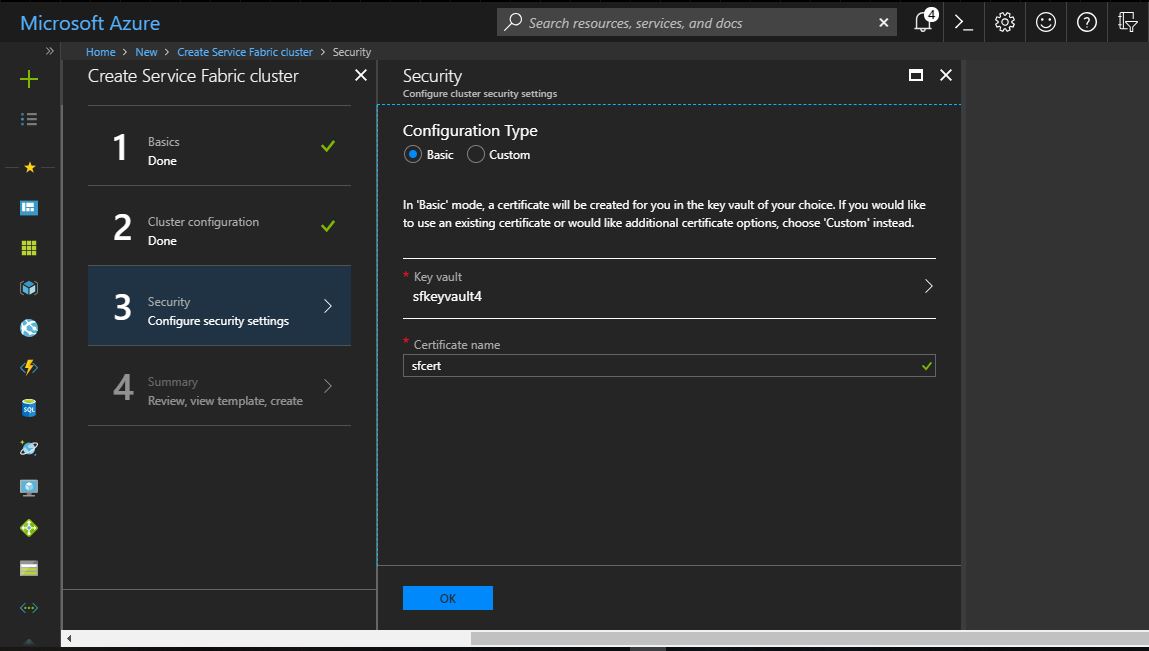 Microsoft Azure
Search resources, services, and docs
4
Home > New > Create Service Fabric cluster > Security
Create Service Fabric cluster
1
Basics
Done
2
Cluster configuration
Done
3
Security
Configure security settings
4
Summary
Review, view template, create
Security
Configure cluster security settings
Configuration Type
Basic
Custom
In 'Basic' mode, a certificate will be created for you in the key vault of your choice. If you would like
to use an existing certificate or would like additional certificate options, choose 'Custom' instead.
* Key vault
sfkeyvault4
* Certificate name
sfcert
OK
SQL